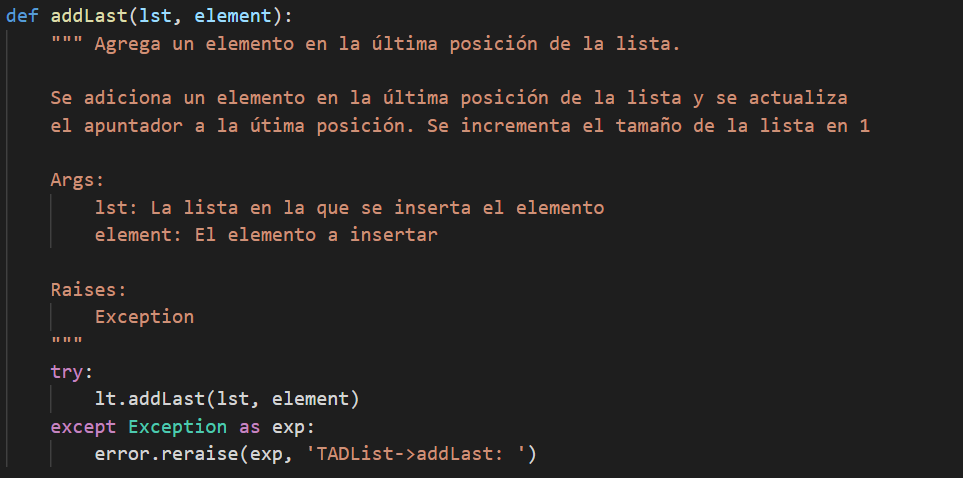 def addLast(lst, element):
""" Agrega un elemento en la última posición de la lista.
Se adiciona un elemento en la última posición de la lista y se actualiza
el apuntador a la útima posición. Se incrementa el tamaño de la lista en 1
Args:
lst: La lista en la que se inserta el elemento
element: El elemento a insertar
Raises:
Exception
"""
try:
lt.addLast(lst, element)
except Exception as exp:
error.reraise(exp, 'TADList->addLast: ')